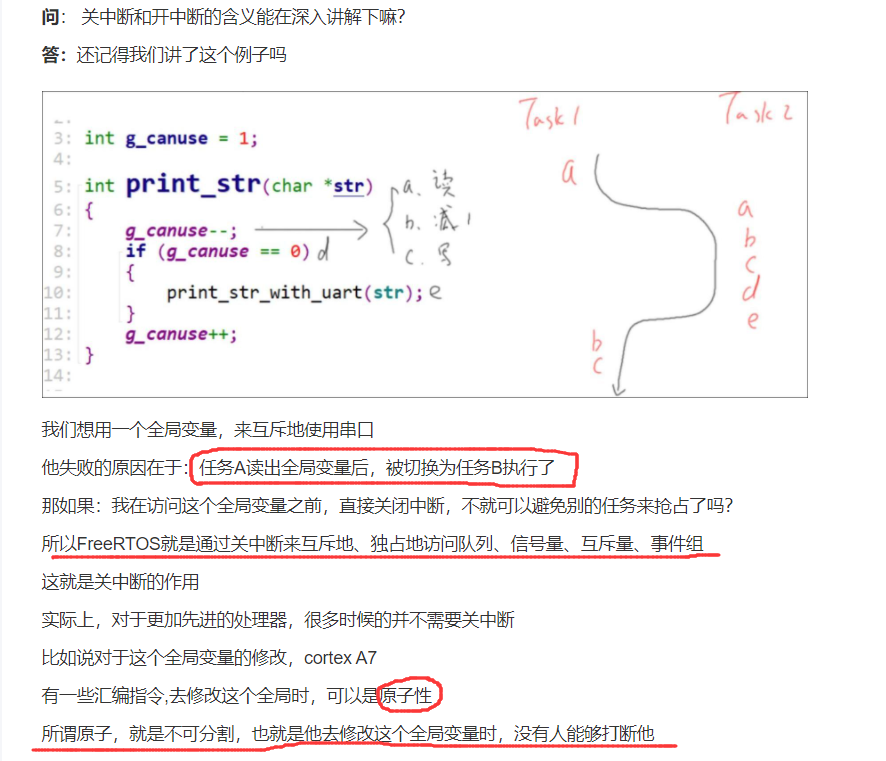 问： 关中断和开中断的含义能在深入讲解下嘛?
答：还记得我们讲了这个例子吗
Task 1
Task 2
3: int g_canuse = 1;
4:
5: int print_str(char *str)
6: {
7: g_canuse--;
8: if (g_canuse == 0) d
9: {
10: print_str_with_uart(str); e
11: }
12: g_canuse++;
13: }
14:
a. 读
b. 减1
c. 写
a
a
b
c
d
e
b
c
我们想用一个全局变量，来互斥地使用串口
他失败的原因在于: 任务A读出全局变量后，被切换为任务B执行了
那如果：我在访问这个全局变量之前，直接关闭中断，不就可以避免别的任务来抢占了吗?
所以FreeRTOS就是通过关中断来互斥地、独占地访问队列、信号量、互斥量、事件组
这就是关中断的作用
实际上，对于更加先进的处理器，很多时候的并不需要关中断
比如说对于这个全局变量的修改，cortex A7
有一些汇编指令,去修改这个全局时，可以是原子性
所谓原子，就是不可分割，也就是他去修改这个全局变量时，没有人能够打断他